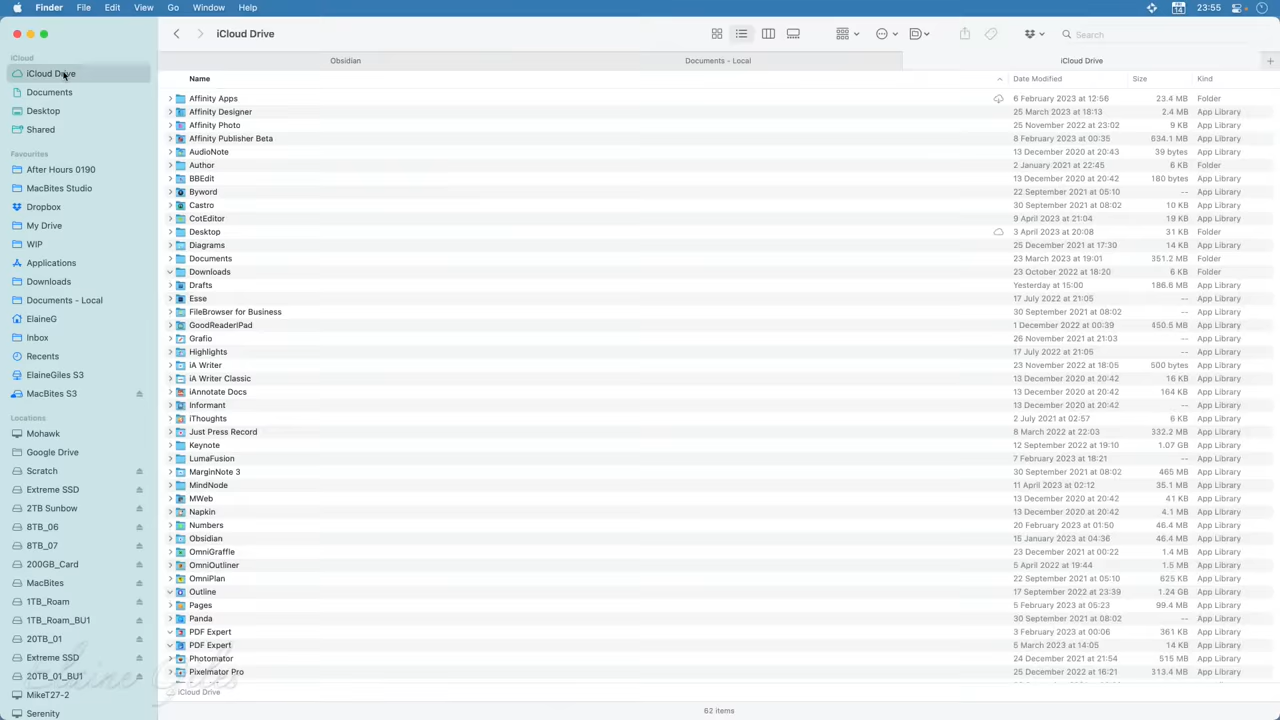 Finder File Edit View Go Window Help 23:55
iCloud Drive Search
Obsidian Documents - Local iCloud Drive
iCloud
iCloud Drive
Documents
Desktop
Shared
Favourites
After Hours 0190
MacBites Studio
Dropbox
My Drive
WIP
Applications
Downloads
Documents - Local
ElaineG
Inbox
Recents
ElaineGiles S3
MacBites S3
Locations
Mohawk
Google Drive
Scratch
Extreme SSD
2TB Sunbow
8TB_06
8TB_07
200GB_Card
MacBites
1TB_Roam
1TB_Roam_BU1
20TB_01
Extreme SSD
20TB_01_BU1
MikeT27-2
Serenity
Name Date Modified Size Kind
Affinity Apps 6 February 2023 at 12:56 23.4 MB Folder
Affinity Designer 25 March 2023 at 18:13 2.4 MB App Library
Affinity Photo 25 November 2022 at 23:02 9 KB App Library
Affinity Publisher Beta 8 February 2023 at 00:35 634.1 MB App Library
AudioNote 13 December 2020 at 20:43 39 bytes App Library
Author 2 January 2021 at 22:45 6 KB Folder
BBEdit 13 December 2020 at 20:42 180 bytes App Library
Byword 22 September 2021 at 05:10 -- App Library
Castro 30 September 2021 at 08:02 10 KB App Library
CotEditor 9 April 2023 at 21:04 19 KB App Library
Desktop 3 April 2023 at 20:08 31 KB Folder
Diagrams 25 December 2021 at 17:30 14 KB App Library
Documents 23 March 2023 at 19:01 351.2 MB Folder
Downloads 23 October 2022 at 18:20 6 KB Folder
Drafts Yesterday at 15:00 186.6 MB App Library
Esse 17 July 2022 at 21:05 -- App Library
FileBrowser for Business 30 September 2021 at 08:02 -- App Library
GoodReaderIPad 1 December 2022 at 00:39 450.5 MB App Library
Grafio 26 November 2021 at 21:03 -- App Library
Highlights 17 July 2022 at 21:05 -- App Library
iA Writer 23 November 2022 at 18:05 500 bytes App Library
iA Writer Classic 13 December 2020 at 20:42 16 KB App Library
iAnnotate Docs 13 December 2020 at 20:42 164 KB App Library
Informant 13 December 2020 at 20:42 -- App Library
iThoughts 2 July 2021 at 02:57 6 KB App Library
Just Press Record 8 March 2022 at 22:03 332.2 MB App Library
Keynote 12 September 2022 at 19:10 1.07 GB App Library
LumaFusion 7 February 2023 at 18:21 -- App Library
MarginNote 3 30 September 2021 at 08:02 465 MB App Library
MindNode 11 April 2023 at 02:12 35.1 MB App Library
MWeb 13 December 2020 at 20:42 41 KB App Library
Napkin 13 December 2020 at 20:42 4.1 MB App Library
Numbers 20 February 2023 at 01:50 46.4 MB App Library
Obsidian 15 January 2022 at 04:36 46.4 MB App Library
OmniGraffle 23 December 2021 at 00:22 1.4 MB App Library
OmniOutliner 5 April 2022 at 19:44 1.5 MB App Library
OmniPlan 22 September 2021 at 05:10 625 KB App Library
Outline 17 September 2022 at 23:39 1.24 GB App Library
Pages 5 February 2023 at 05:23 99.4 MB App Library
Panda 30 September 2021 at 08:02 -- App Library
PDF Expert 3 February 2023 at 00:06 361 KB App Library
PDF Expert 5 March 2023 at 14:05 14 KB App Library
Photomator 24 December 2021 at 21:54 515 MB App Library
Pixelmator Pro 25 December 2022 at 16:21 313.4 MB App Library
iCloud Drive
62 items
Elaine Giles